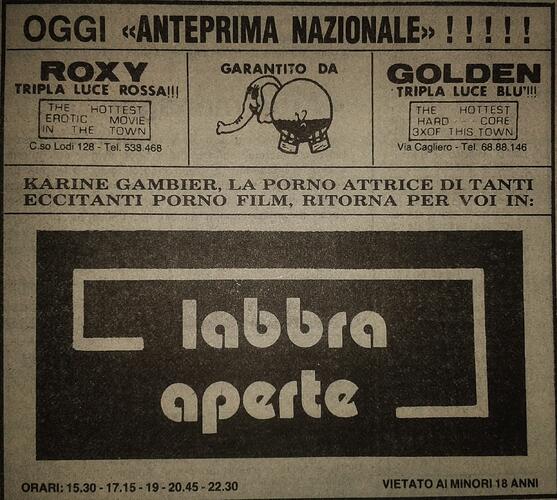 OGGI «ANTEPRIMA NAZIONALE» !!!!!
ROXY
TRIPLA LUCE ROSSA!!!
THE HOTTEST
EROTIC MOVIE
IN THE TOWN
C.so Lodi 128 - Tel. 538.468
GARANTITO DA
GOLDEN
"TRIPLA LUCE BLU"!!!
THE HOTTEST
HARD CORE
3XOF THIS TOWN
Via Cagliero - Tel. 68.88.146
KARINE GAMBIER, LA PORNO ATTRICE DI TANTI
ECCITANTI PORNO FILM, RITORNA PER VOI IN:
labbra
aperte
ORARI: 15,30 - 17.15 - 19 - 20.45 - 22.30
VIETATO AI MINORI 18 ANNI